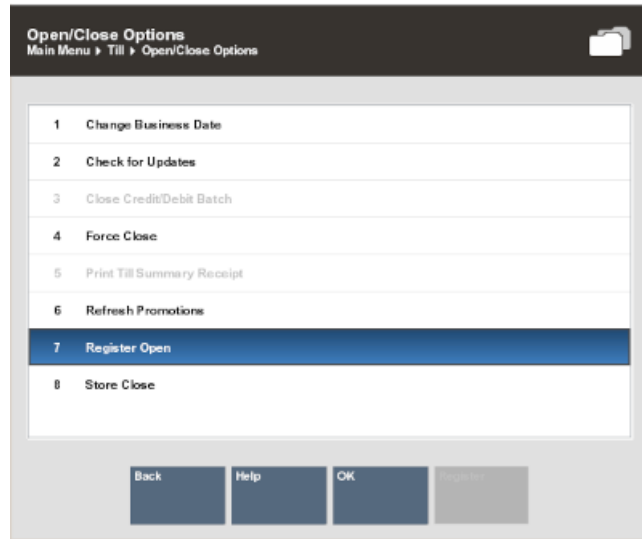 Open/Close Options
Main Menu ▸ Till ▸ Open/Close Options
1 Change Business Date
2 Check for Updates
3 Close Credit/Debit Batch
4 Force Close
5 Print Till Summary Receipt
6 Refresh Promotions
7 Register Open
8 Store Close
Back Help OK Register